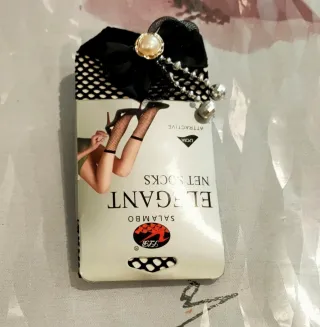 SALAMBO
ELEGANT
NET SOCKS
ATTRACTIVE